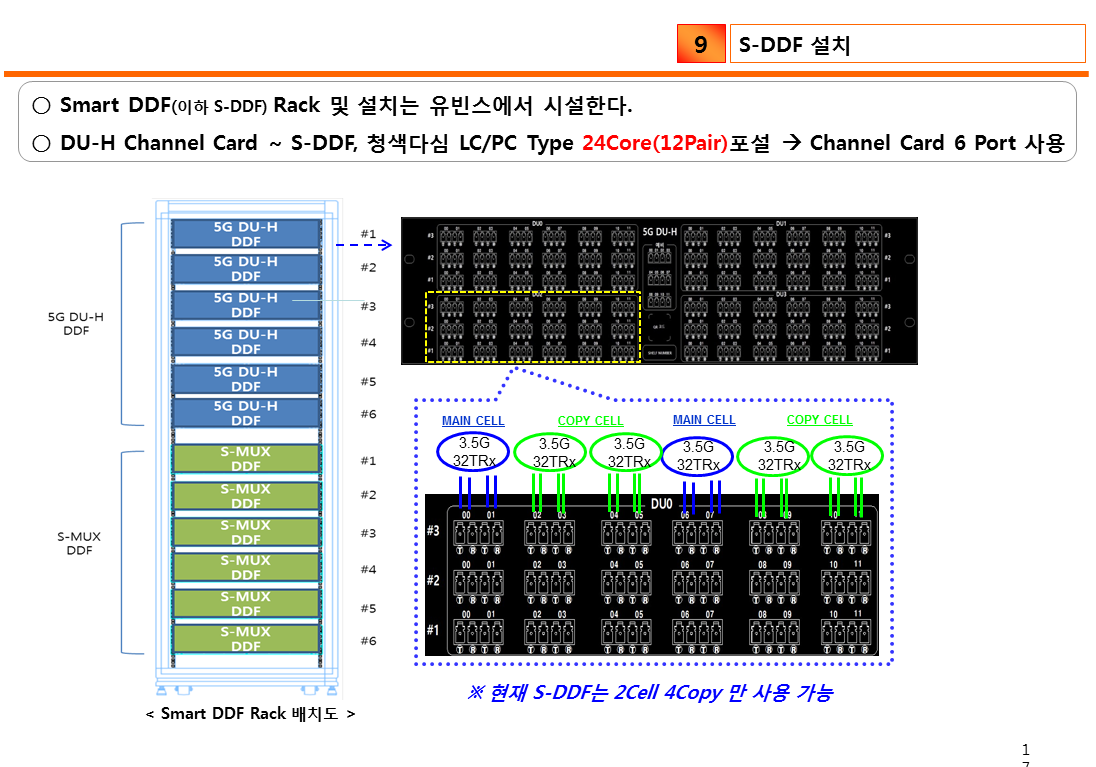 9
S-DDF 설치
○ Smart DDF(이하 S-DDF) Rack 및 설치는 유빈스에서 시설한다.
○ DU-H Channel Card ~ S-DDF, 청색다심 LC/PC Type 24Core(12Pair)포설 → Channel Card 6 Port 사용
5G DU-H
DDF
5G DU-H
DDF
#1
5G DU-H
DDF
#2
5G DU-H
DDF
#3
5G DU-H
DDF
#4
5G DU-H
DDF
#5
5G DU-H
DDF
#6
S-MUX
DDF
S-MUX
DDF
#1
S-MUX
DDF
#2
S-MUX
DDF
#3
S-MUX
DDF
#4
S-MUX
DDF
#5
S-MUX
DDF
#6
< Smart DDF Rack 배치도 >
DU0
5G DU-H
DU1
DU2
DU3
#3
#2
#1
#3
#2
#1
#3
#2
#1
#3
#2
#1
MAIN CELL
COPY CELL
MAIN CELL
COPY CELL
3.5G
32TRx
3.5G
32TRx
3.5G
32TRx
3.5G
32TRx
3.5G
32TRx
3.5G
32TRx
DU0
00 01 02 03 04 05 06 07 08 09 10
#3
T R T R T R T R T R T R T R T R T R T R T R T R
00 01 02 03 04 05 06 07 08 09 10 11
#2
T R T R T R T R T R T R T R T R T R T R T R T R
00 01 02 03 04 05 06 07 08 09 10 11
#1
T R T R T R T R T R T R T R T R T R T R T R T R
※ 현재 S-DDF는 2Cell 4Copy 만 사용 가능
1
7